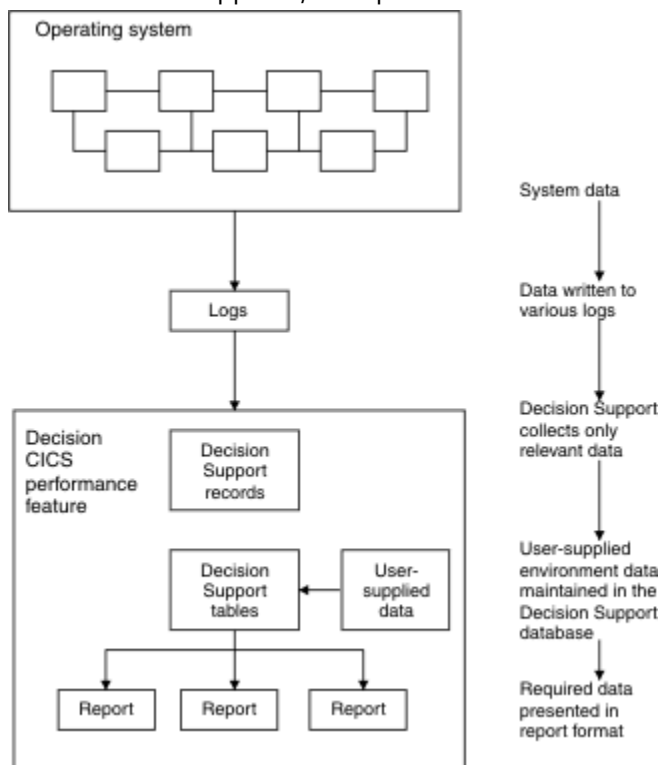 Operating system
System data
Logs
Data written to
various logs
Decision
CICS
performance
feature
Decision
Support
records
Decision Support
collects only
relevant data
Decision
Support
tables
User-
supplied
data
User-supplied
environment data
maintained in the
Decision Support
database
Report
Report
Report
Required data
presented in
report format